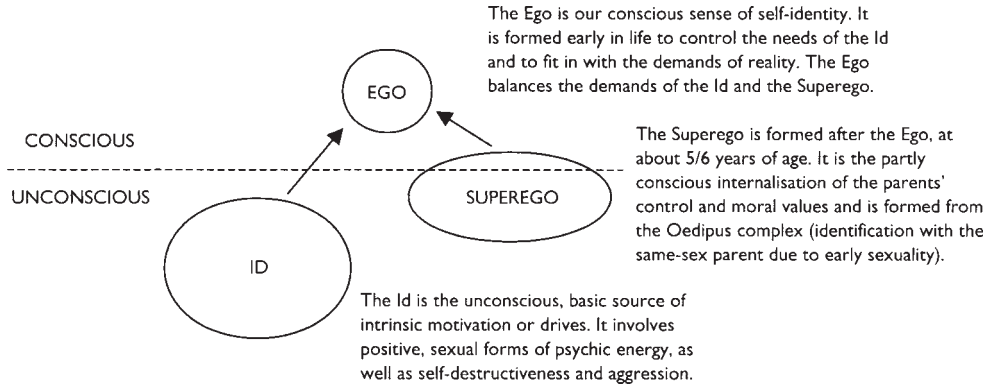 The Ego is our conscious sense of self-identity. It
is formed early in life to control the needs of the Id
and to fit in with the demands of reality. The Ego
balances the demands of the Id and the Superego.
EGO
CONSCIOUS
UNCONSCIOUS
SUPEREGO
The Superego is formed after the Ego, at
about 5/6 years of age. It is the partly
conscious internalisation of the parents'
control and moral values and is formed from
the Oedipus complex (identification with the
same-sex parent due to early sexuality).
ID
The Id is the unconscious, basic source of
intrinsic motivation or drives. It involves
positive, sexual forms of psychic energy, as
well as self-destructiveness and aggression.